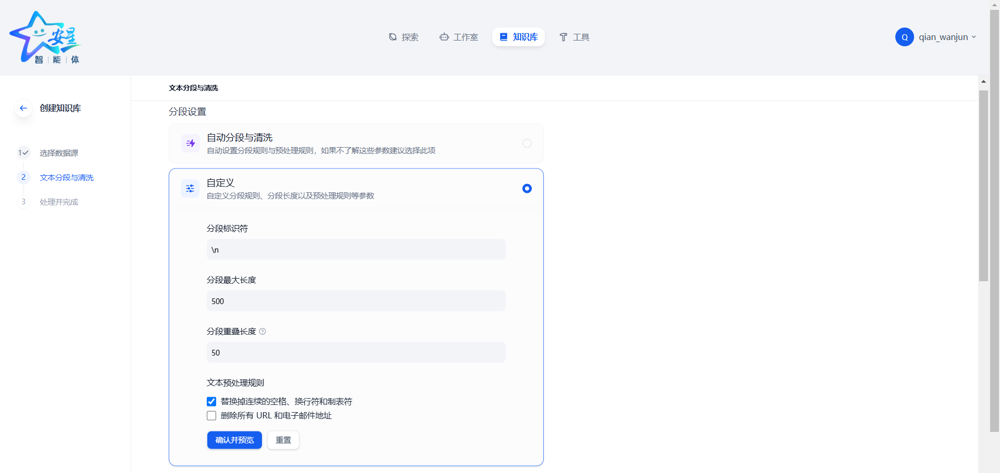 安星
智 | 能 | 体
探索
工作室
知识库
工具
Q
qian_wanjun
创建知识库
1 选择数据源
2 文本分段与清洗
3 处理并完成
文本分段与清洗
分段设置
自动分段与清洗
自动设置分段规则与预处理规则，如果不了解这些参数建议选择此项
自定义
自定义分段规则、分段长度以及预处理规则等参数
分段标识符
\n
分段最大长度
500
分段重叠长度
50
文本预处理规则
替换掉连续的空格、换行符和制表符
删除所有 URL 和电子邮件地址
确认并预览
重置